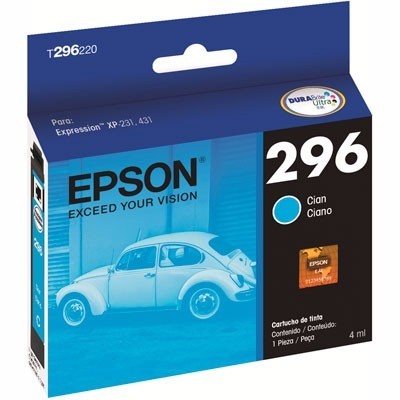 T296220
Para:
Expression™ XP-231, 431
DURABrite
Ultra
Ink
EPSON®
EXCEED YOUR VISION
296
Cian
Ciano
EPSON
Cartucho de tinta
Contenido / Conteúdo:
1 Pieza / Peça
4 ml
296